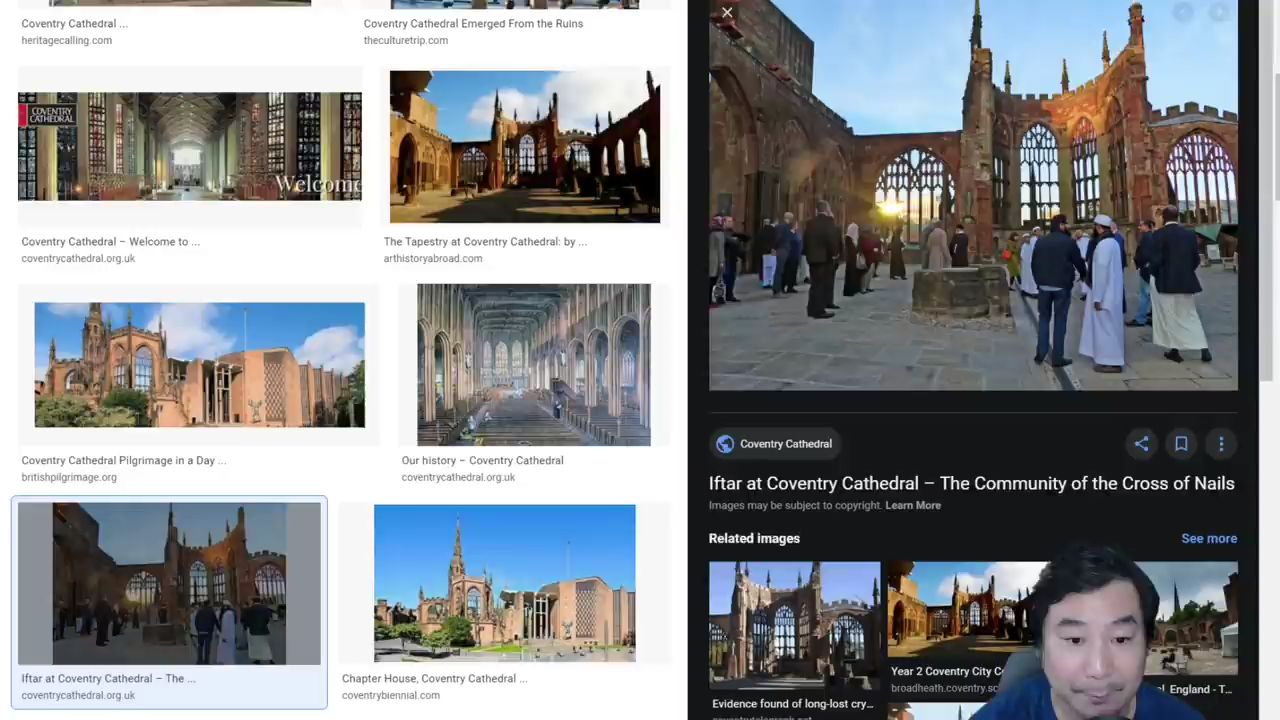 Coventry Cathedral ...
heritagecalling.com
Coventry Cathedral Emerged From the Ruins
theculturetrip.com
COVENTRY
CATHEDRAL
Welcome
Coventry Cathedral – Welcome to ...
coventrycathedral.org.uk
The Tapestry at Coventry Cathedral: by ...
arthistoryabroad.com
Coventry Cathedral Pilgrimage in a Day ...
britishpilgrimage.org
Our history – Coventry Cathedral
coventrycathedral.org.uk
Iftar at Coventry Cathedral – The ...
coventrycathedral.org.uk
Chapter House, Coventry Cathedral ...
coventrybiennial.com
Coventry Cathedral
Iftar at Coventry Cathedral – The Community of the Cross of Nails
Images may be subject to copyright. Learn More
Related images
See more
Evidence found of long-lost cry...
Year 2 Coventry City C
broadheath.coventry.sc
England - T...